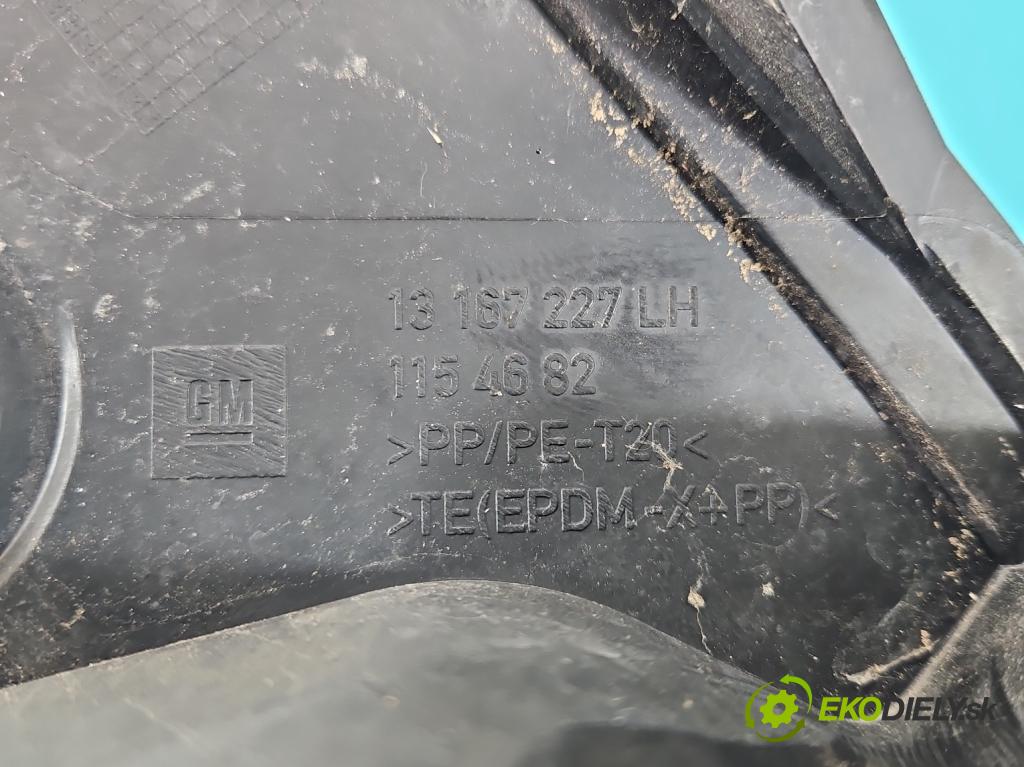 13 167 227 LH
115 46 82
GM
>PP/PE-T20<
>TE(EPDM-X+PP)<
EKODIELY.sk